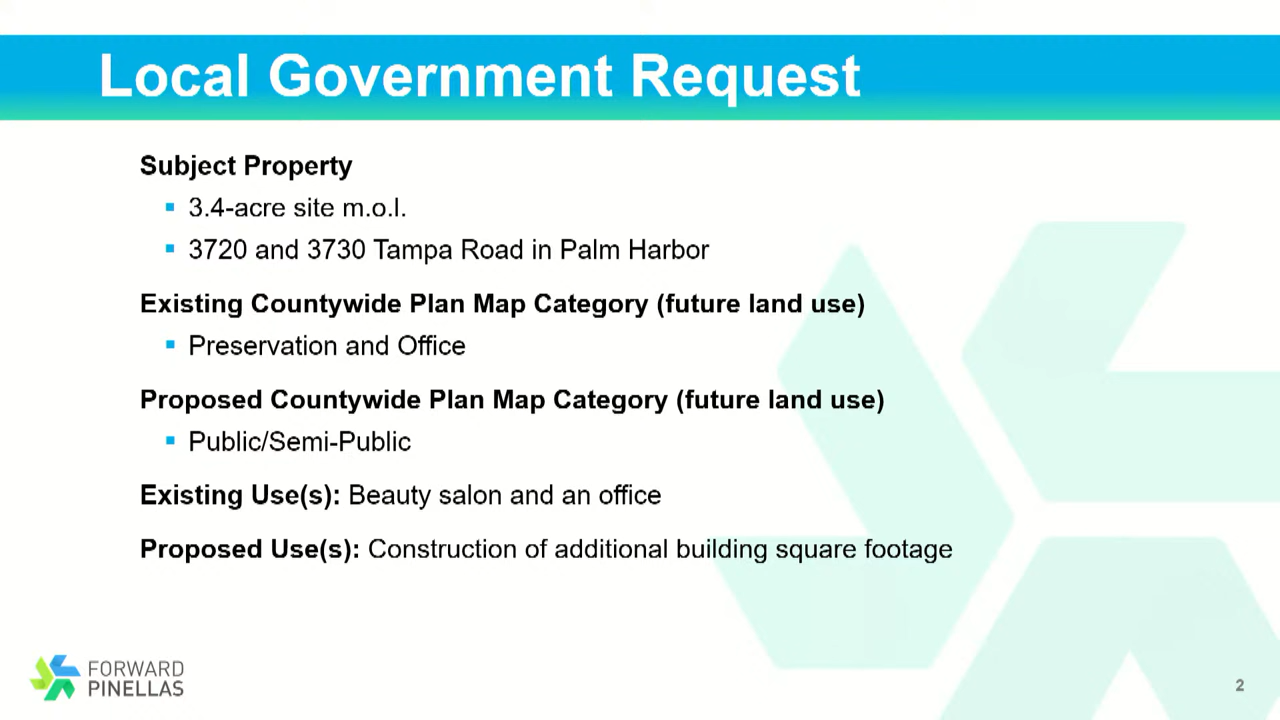 Local Government Request
Subject Property
▪ 3.4-acre site m.o.l.
▪ 3720 and 3730 Tampa Road in Palm Harbor
Existing Countywide Plan Map Category (future land use)
▪ Preservation and Office
Proposed Countywide Plan Map Category (future land use)
▪ Public/Semi-Public
Existing Use(s): Beauty salon and an office
Proposed Use(s): Construction of additional building square footage
FORWARD
PINELLAS
2